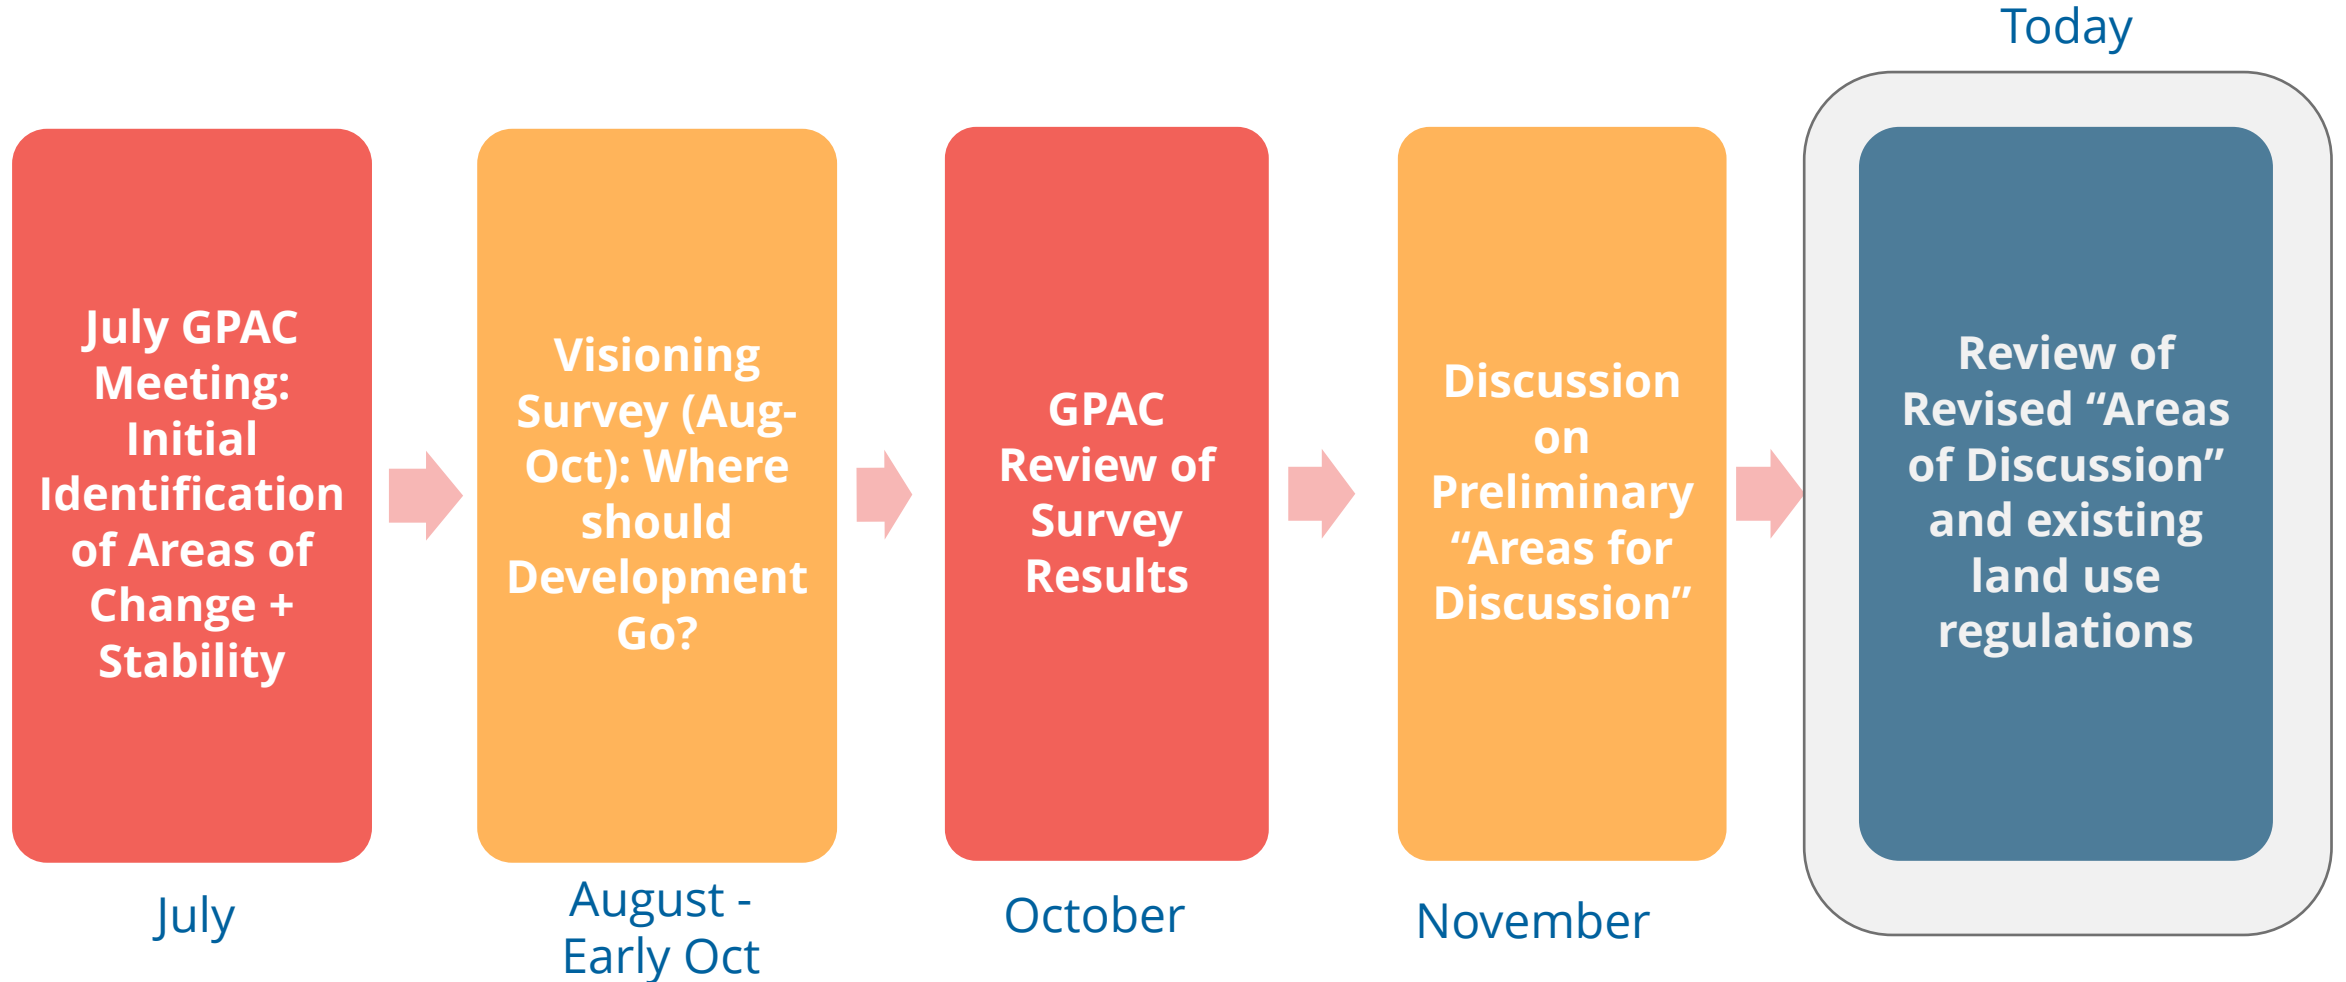 Today
July GPAC
Meeting:
Initial
Identification
of Areas of
Change +
Stability
Visioning
Survey (Aug-
Oct): Where
should
Development
Go?
GPAC
Review of
Survey
Results
Discussion
on
Preliminary
“Areas for
Discussion”
Review of
Revised “Areas
of Discussion”
and existing
land use
regulations
July
August -
Early Oct
October
November